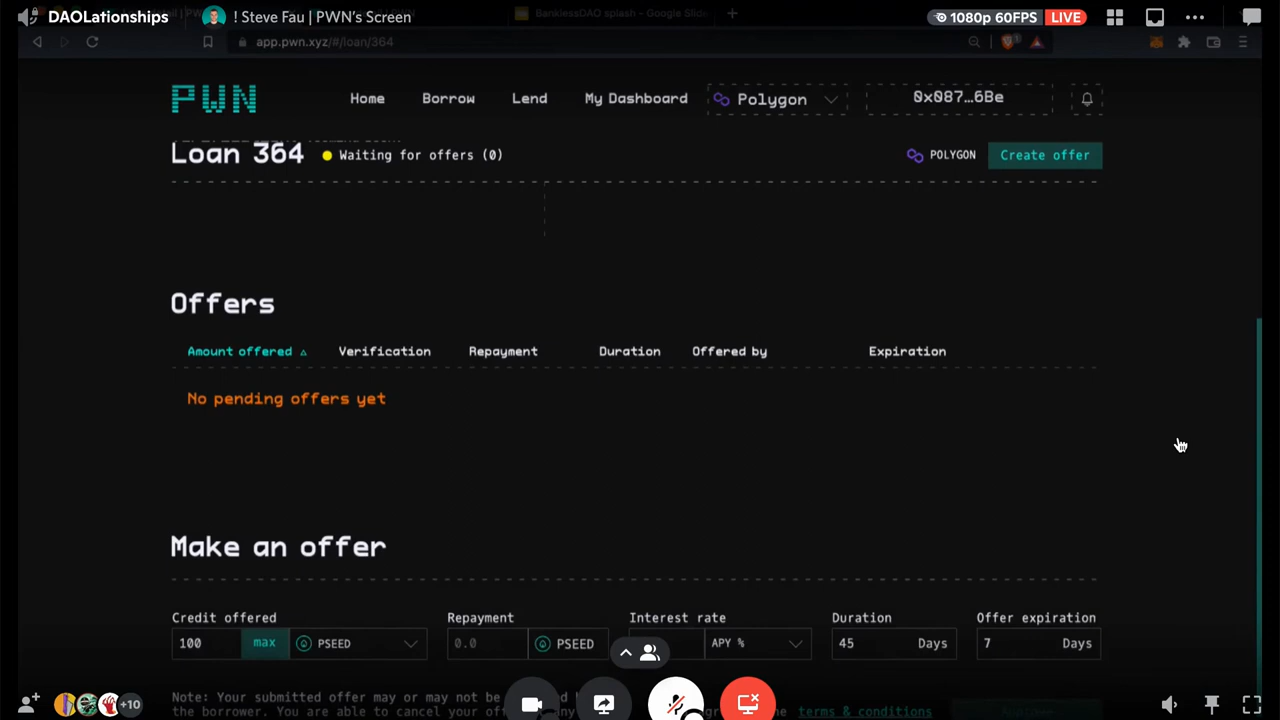 DAOLationships
! Steve Fau | PWN's Screen
BanklessDAO splash - Google Slides
1080p 60FPS
LIVE
app.pwn.xyz/#/loan/364
PWN
Home
Borrow
Lend
My Dashboard
Polygon
0x087...6Be
Loan 364
Waiting for offers (0)
POLYGON
Create offer
Offers
Amount offered
Verification
Repayment
Duration
Offered by
Expiration
No pending offers yet
Make an offer
Credit offered
Repayment
Interest rate
Duration
Offer expiration
100
max
PSEED
0.0
PSEED
APY %
45
Days
7
Days
Note: Your submitted offer may or may not be
the borrower. You are able to cancel your
terms & conditions
+10